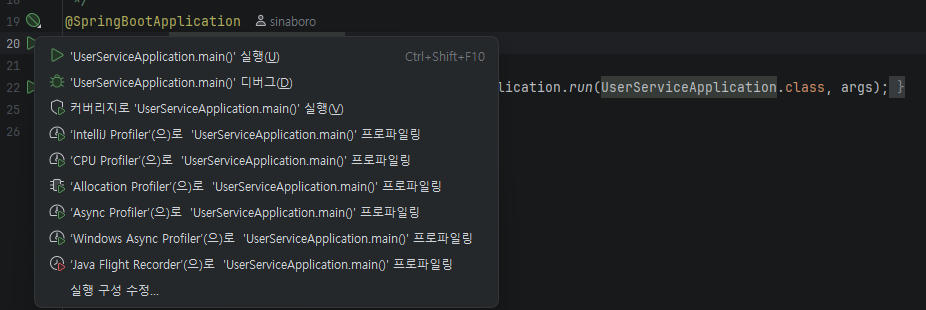 */
19 @SpringBootApplication sinaboro
20
'UserServiceApplication.main()' 실행(U) Ctrl+Shift+F10
21
'UserServiceApplication.main()' 디버그(D)
22 lication.run(UserServiceApplication.class, args); }
커버리지로 'UserServiceApplication.main()' 실행(V)
25
'IntelliJ Profiler'(으)로 'UserServiceApplication.main()' 프로파일링
26
'CPU Profiler'(으)로 'UserServiceApplication.main()' 프로파일링
'Allocation Profiler'(으)로 'UserServiceApplication.main()' 프로파일링
'Async Profiler'(으)로 'UserServiceApplication.main()' 프로파일링
'Windows Async Profiler'(으)로 'UserServiceApplication.main()' 프로파일링
'Java Flight Recorder'(으)로 'UserServiceApplication.main()' 프로파일링
실행 구성 수정...